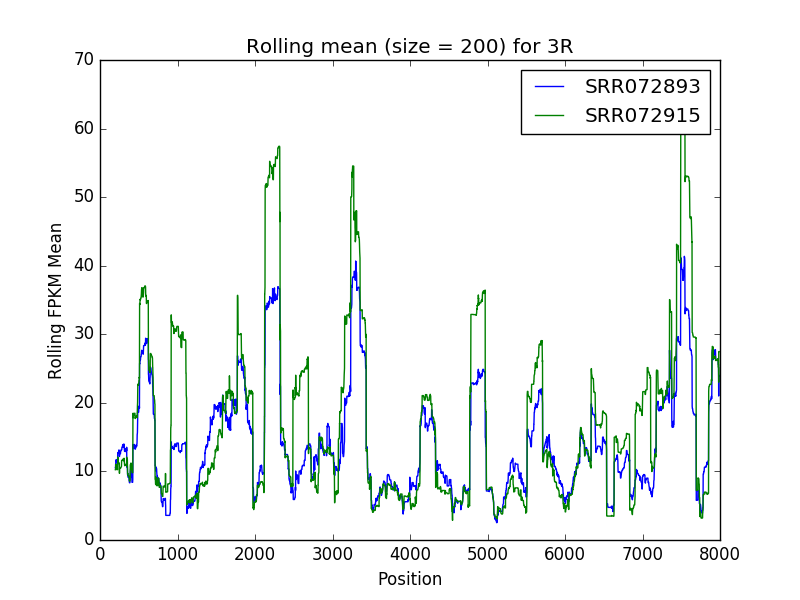 Rolling mean (size = 200) for 3R
SRR072893
SRR072915
Rolling FPKM Mean
70
60
50
40
30
20
10
0
0 1000 2000 3000 4000 5000 6000 7000 8000
Position